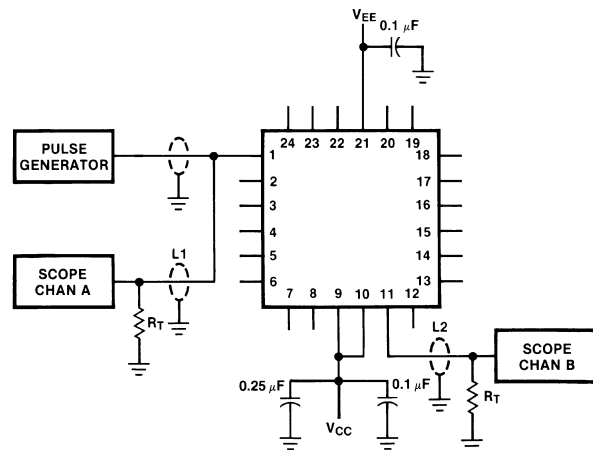 VEE
0.1 μF
24 23 22 21 20 19
PULSE
GENERATOR
1
18
2
17
3
16
4
15
5
14
6
13
7 8 9 10 11 12
L1
SCOPE
CHAN A
RT
L2
SCOPE
CHAN B
0.25 μF
0.1 μF
RT
VCC